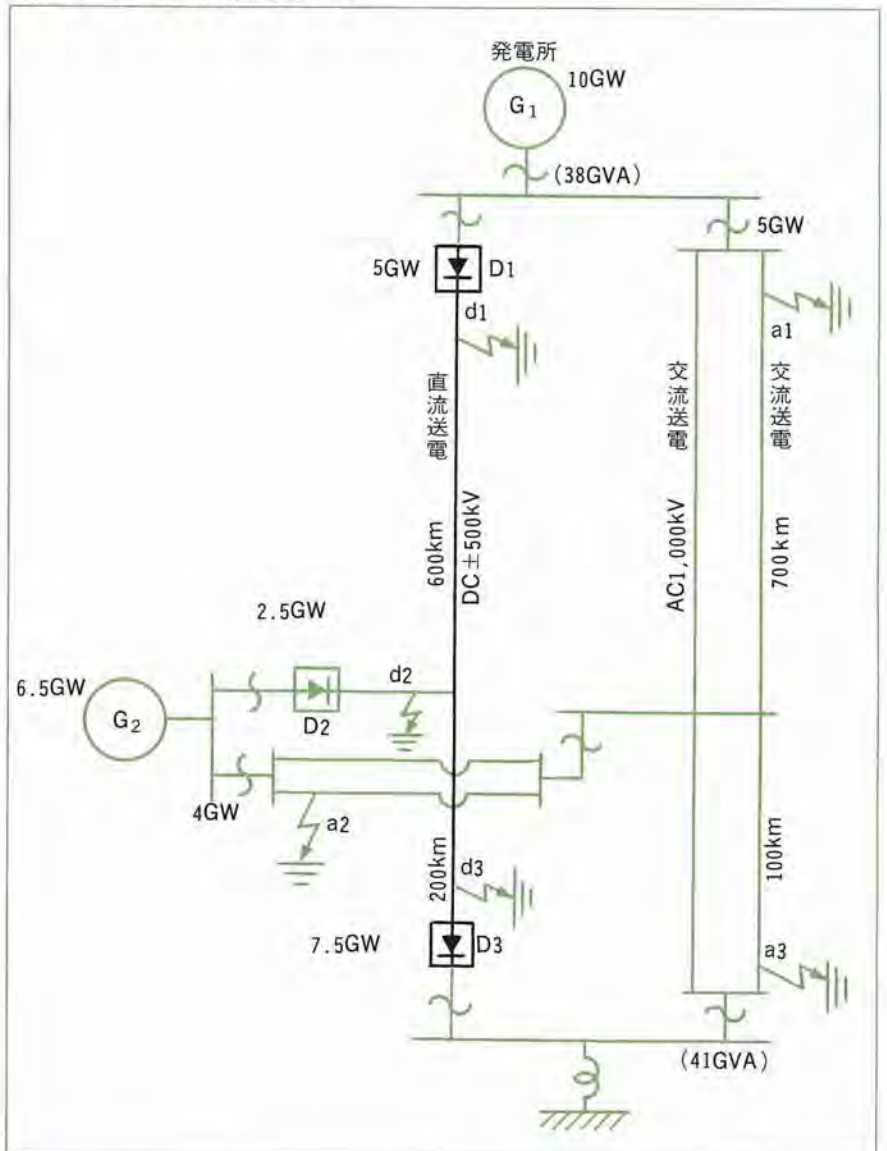 発電所
10GW
G1
(38GVA)
5GW
5GW
D1
d1
a1
直流送電
交流送電
交流送電
600km
DC±500kV
AC1,000kV
700km
2.5GW
6.5GW
d2
G2
D2
4GW
a2
200km
100km
d3
7.5GW
D3
a3
(41GVA)